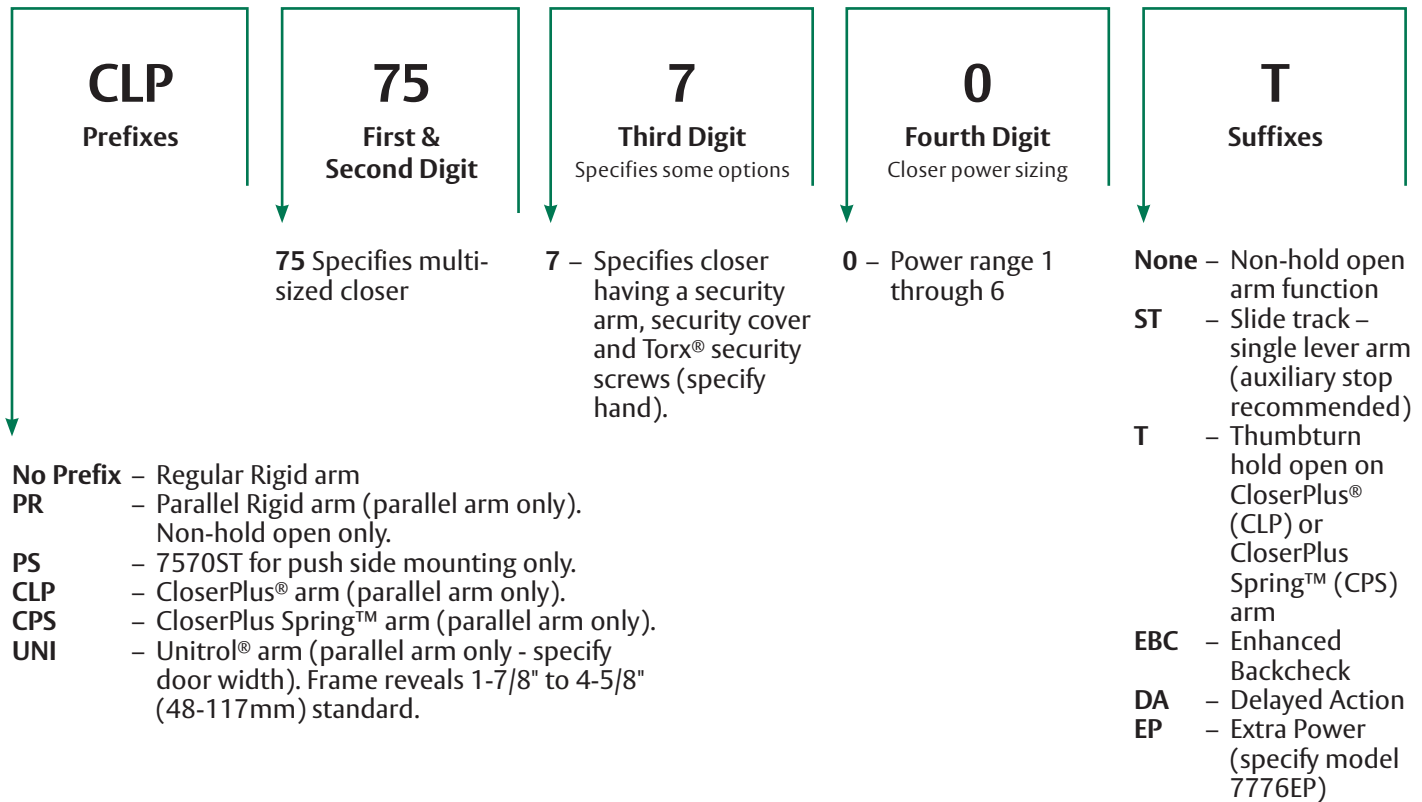 CLP
Prefixes
75
First &
Second Digit
7
Third Digit
Specifies some options
0
Fourth Digit
Closer power sizing
T
Suffixes
75 Specifies multi-
sized closer
7 – Specifies closer
having a security
arm, security cover
and Torx® security
screws (specify
hand).
0 – Power range 1
through 6
None – Non-hold open
arm function
ST – Slide track –
single lever arm
(auxiliary stop
recommended)
T – Thumbturn
hold open on
CloserPlus®
(CLP) or
CloserPlus
Spring™ (CPS)
arm
EBC – Enhanced
Backcheck
DA – Delayed Action
EP – Extra Power
(specify model
7776EP)
No Prefix – Regular Rigid arm
PR – Parallel Rigid arm (parallel arm only).
Non-hold open only.
PS – 7570ST for push side mounting only.
CLP – CloserPlus® arm (parallel arm only).
CPS – CloserPlus Spring™ arm (parallel arm only).
UNI – Unitrol® arm (parallel arm only - specify
door width). Frame reveals 1-7/8" to 4-5/8"
(48-117mm) standard.